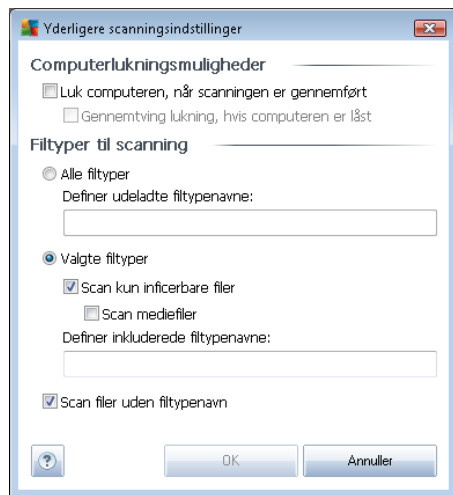 Yderligere scanningsindstillinger
Computerlukningsmuligheder
Luk computeren, når scanningen er gennemført
Gennemtving lukning, hvis computeren er låst
Filtyper til scanning
Alle filtyper
Definer udeladte filtypenavne:
Valgte filtyper
Scan kun inficerbare filer
Scan mediefiler
Definer inkluderede filtypenavne:
Scan filer uden filtypenavn
? OK Annuller